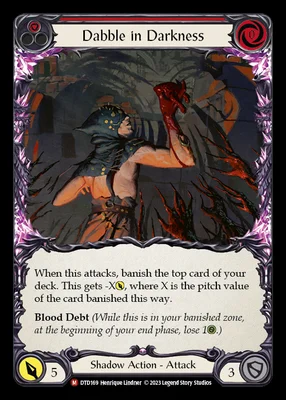 Dabble in Darkness
When this attacks, banish the top card of your
deck. This gets -X, where X is the pitch value
of the card banished this way.
Blood Debt (While this is in your banished zone,
at the beginning of your end phase, lose 1.)
5
Shadow Action - Attack
3
M DTD169 Henrique Lindner © 2023 Legend Story Studios